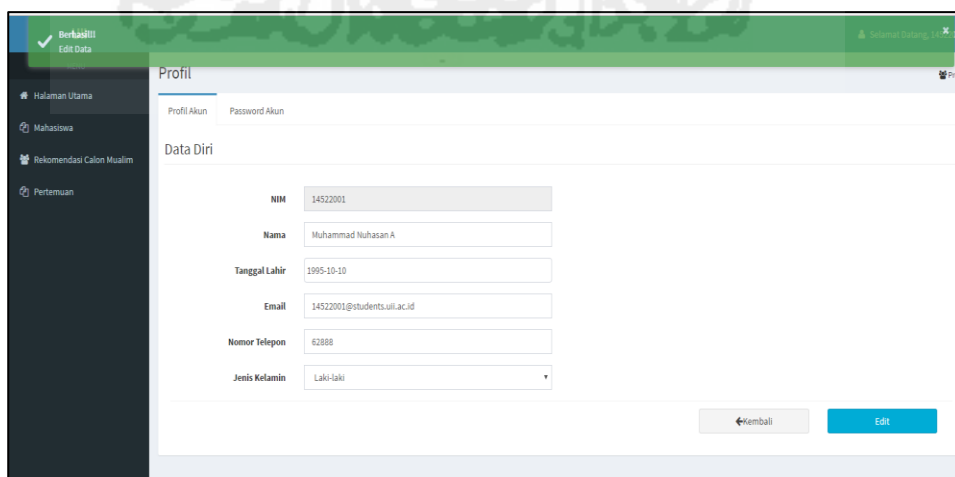 Berhasil!!
Edit Data
Selamat Datang,
Profil
Halaman Utama
Mahasiswa
Rekomendasi Calon Mualim
Pertemuan
Profil Akun Password Akun
Data Diri
NIM 14522001
Nama Muhammad Nuhasan A
Tanggal Lahir 1995-10-10
Email 14522001@students.uii.ac.id
Nomor Telepon 62888
Jenis Kelamin Laki-laki
Kembali Edit